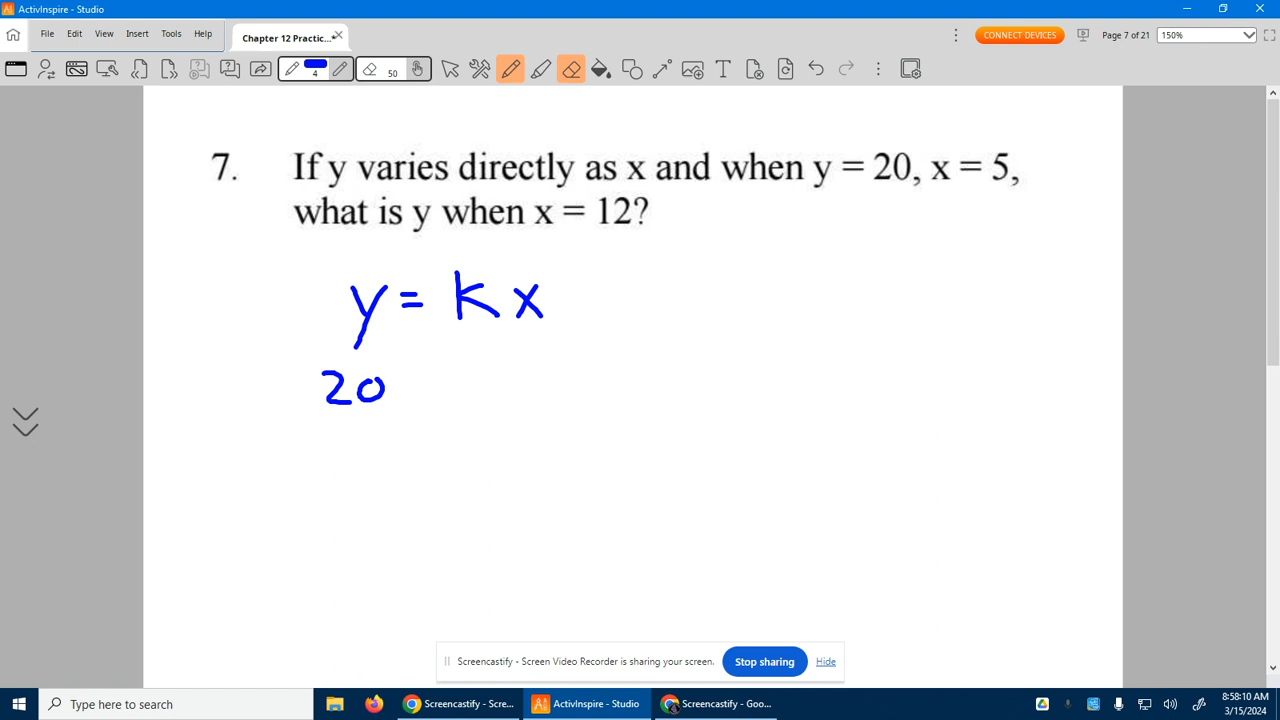 ActivInspire - Studio
File Edit View Insert Tools Help
Chapter 12 Practic...*
CONNECT DEVICES
Page 7 of 21
150%
4
50
7. If y varies directly as x and when y = 20, x = 5,
what is y when x = 12?
y = k x
20
Screencastify - Screen Video Recorder is sharing your screen.
Stop sharing
Hide
Type here to search
Screencastify - Scre...
ActivInspire - Studio
Screencastify - Goo...
8:58:10 AM
3/15/2024